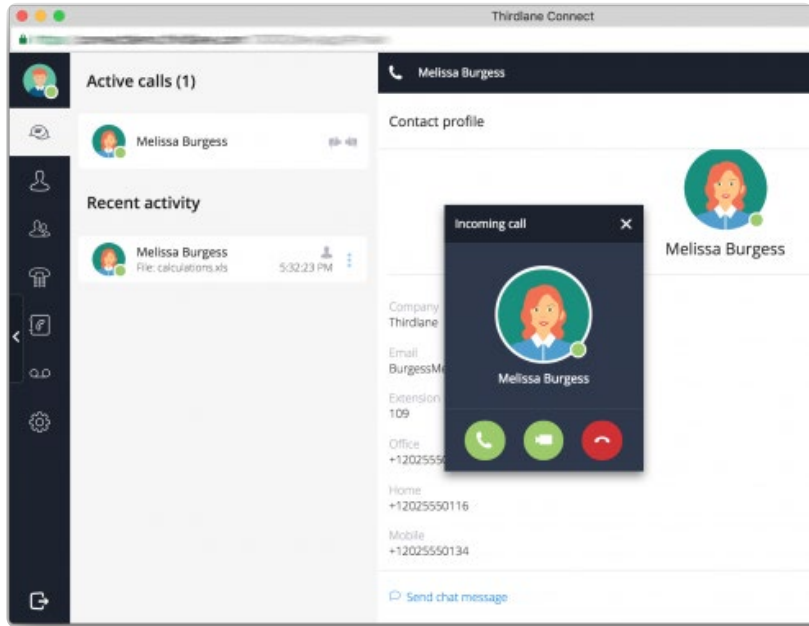 Thirdlane Connect
Active calls (1)
Melissa Burgess
Recent activity
Melissa Burgess
File: calculations.xls
5:32:23 PM
Melissa Burgess
Contact profile
Melissa Burgess
Incoming call
Melissa Burgess
Company
Thirdlane
Email
BurgessMe
Extension
109
Office
+12025550
Home
+12025550116
Mobile
+12025550134
Send chat message